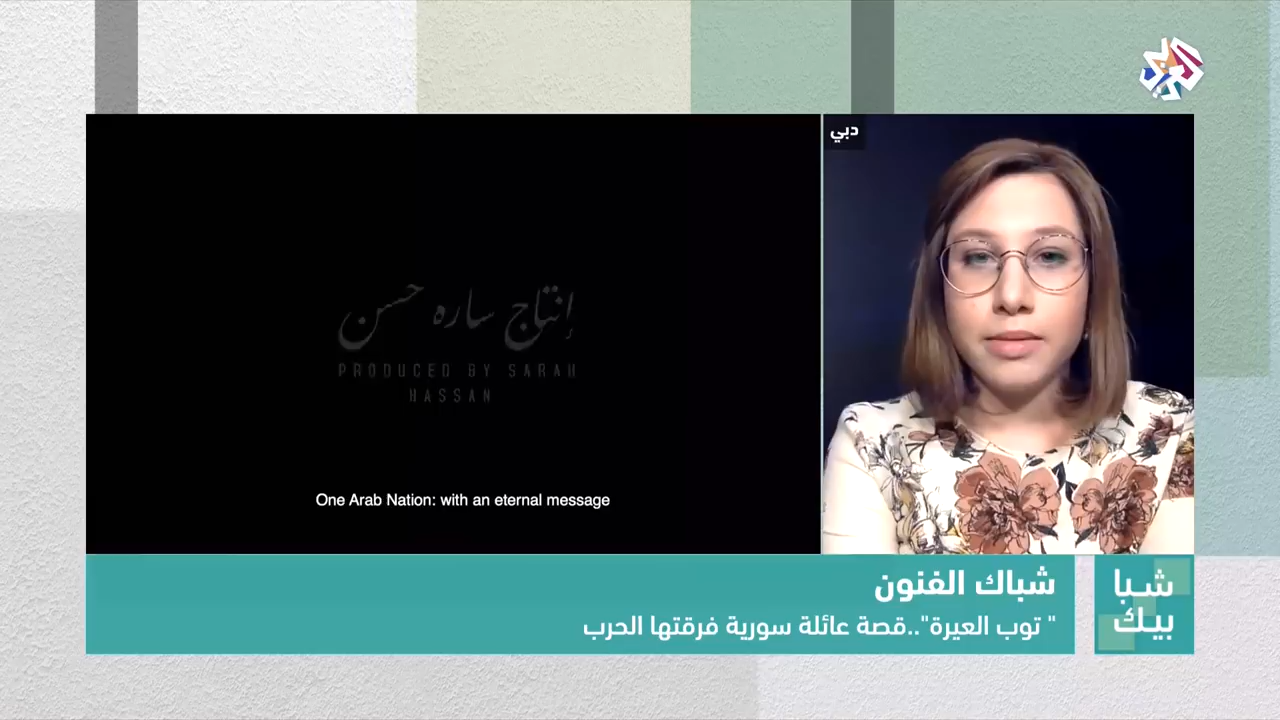 دبي
إنتاج ساره حسن
PRODUCED BY SARAH
HASSAN
One Arab Nation: with an eternal message
شباك الفنون
" توب العيرة"..قصة عائلة سورية فرقتها الحرب
شبا
بيك